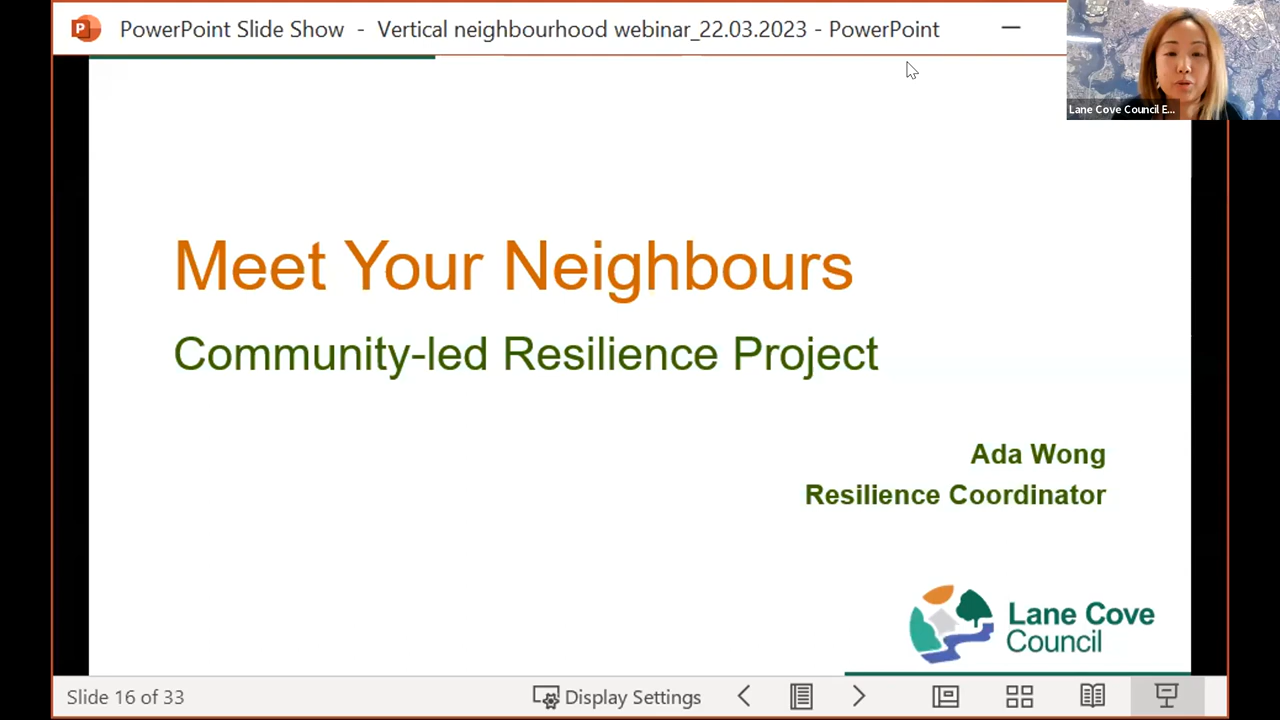 PowerPoint Slide Show - Vertical neighbourhood webinar_22.03.2023 - PowerPoint
Lane Cove Council E...
Meet Your Neighbours
Community-led Resilience Project
Ada Wong
Resilience Coordinator
Lane Cove
Council
Slide 16 of 33
Display Settings